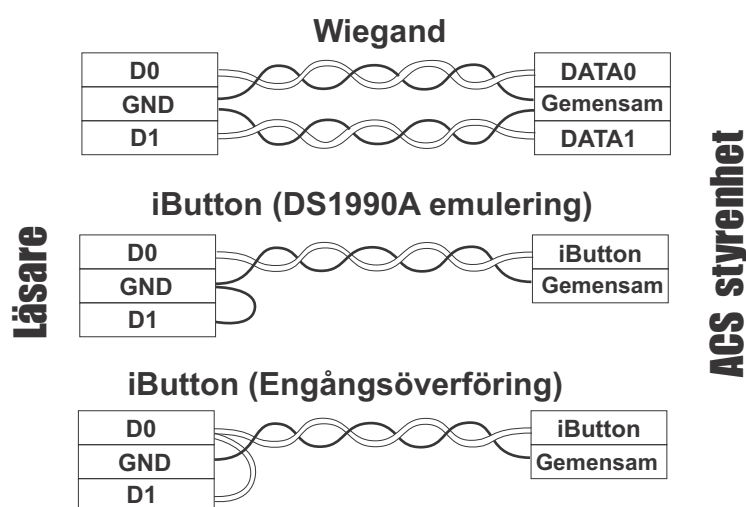 Wiegand
D0 DATA0
GND Gemensam
D1 DATA1
iButton (DS1990A emulering)
D0 iButton
GND Gemensam
D1
iButton (Engångsöverföring)
D0 iButton
GND Gemensam
D1
Läsare
ACS styrenhet